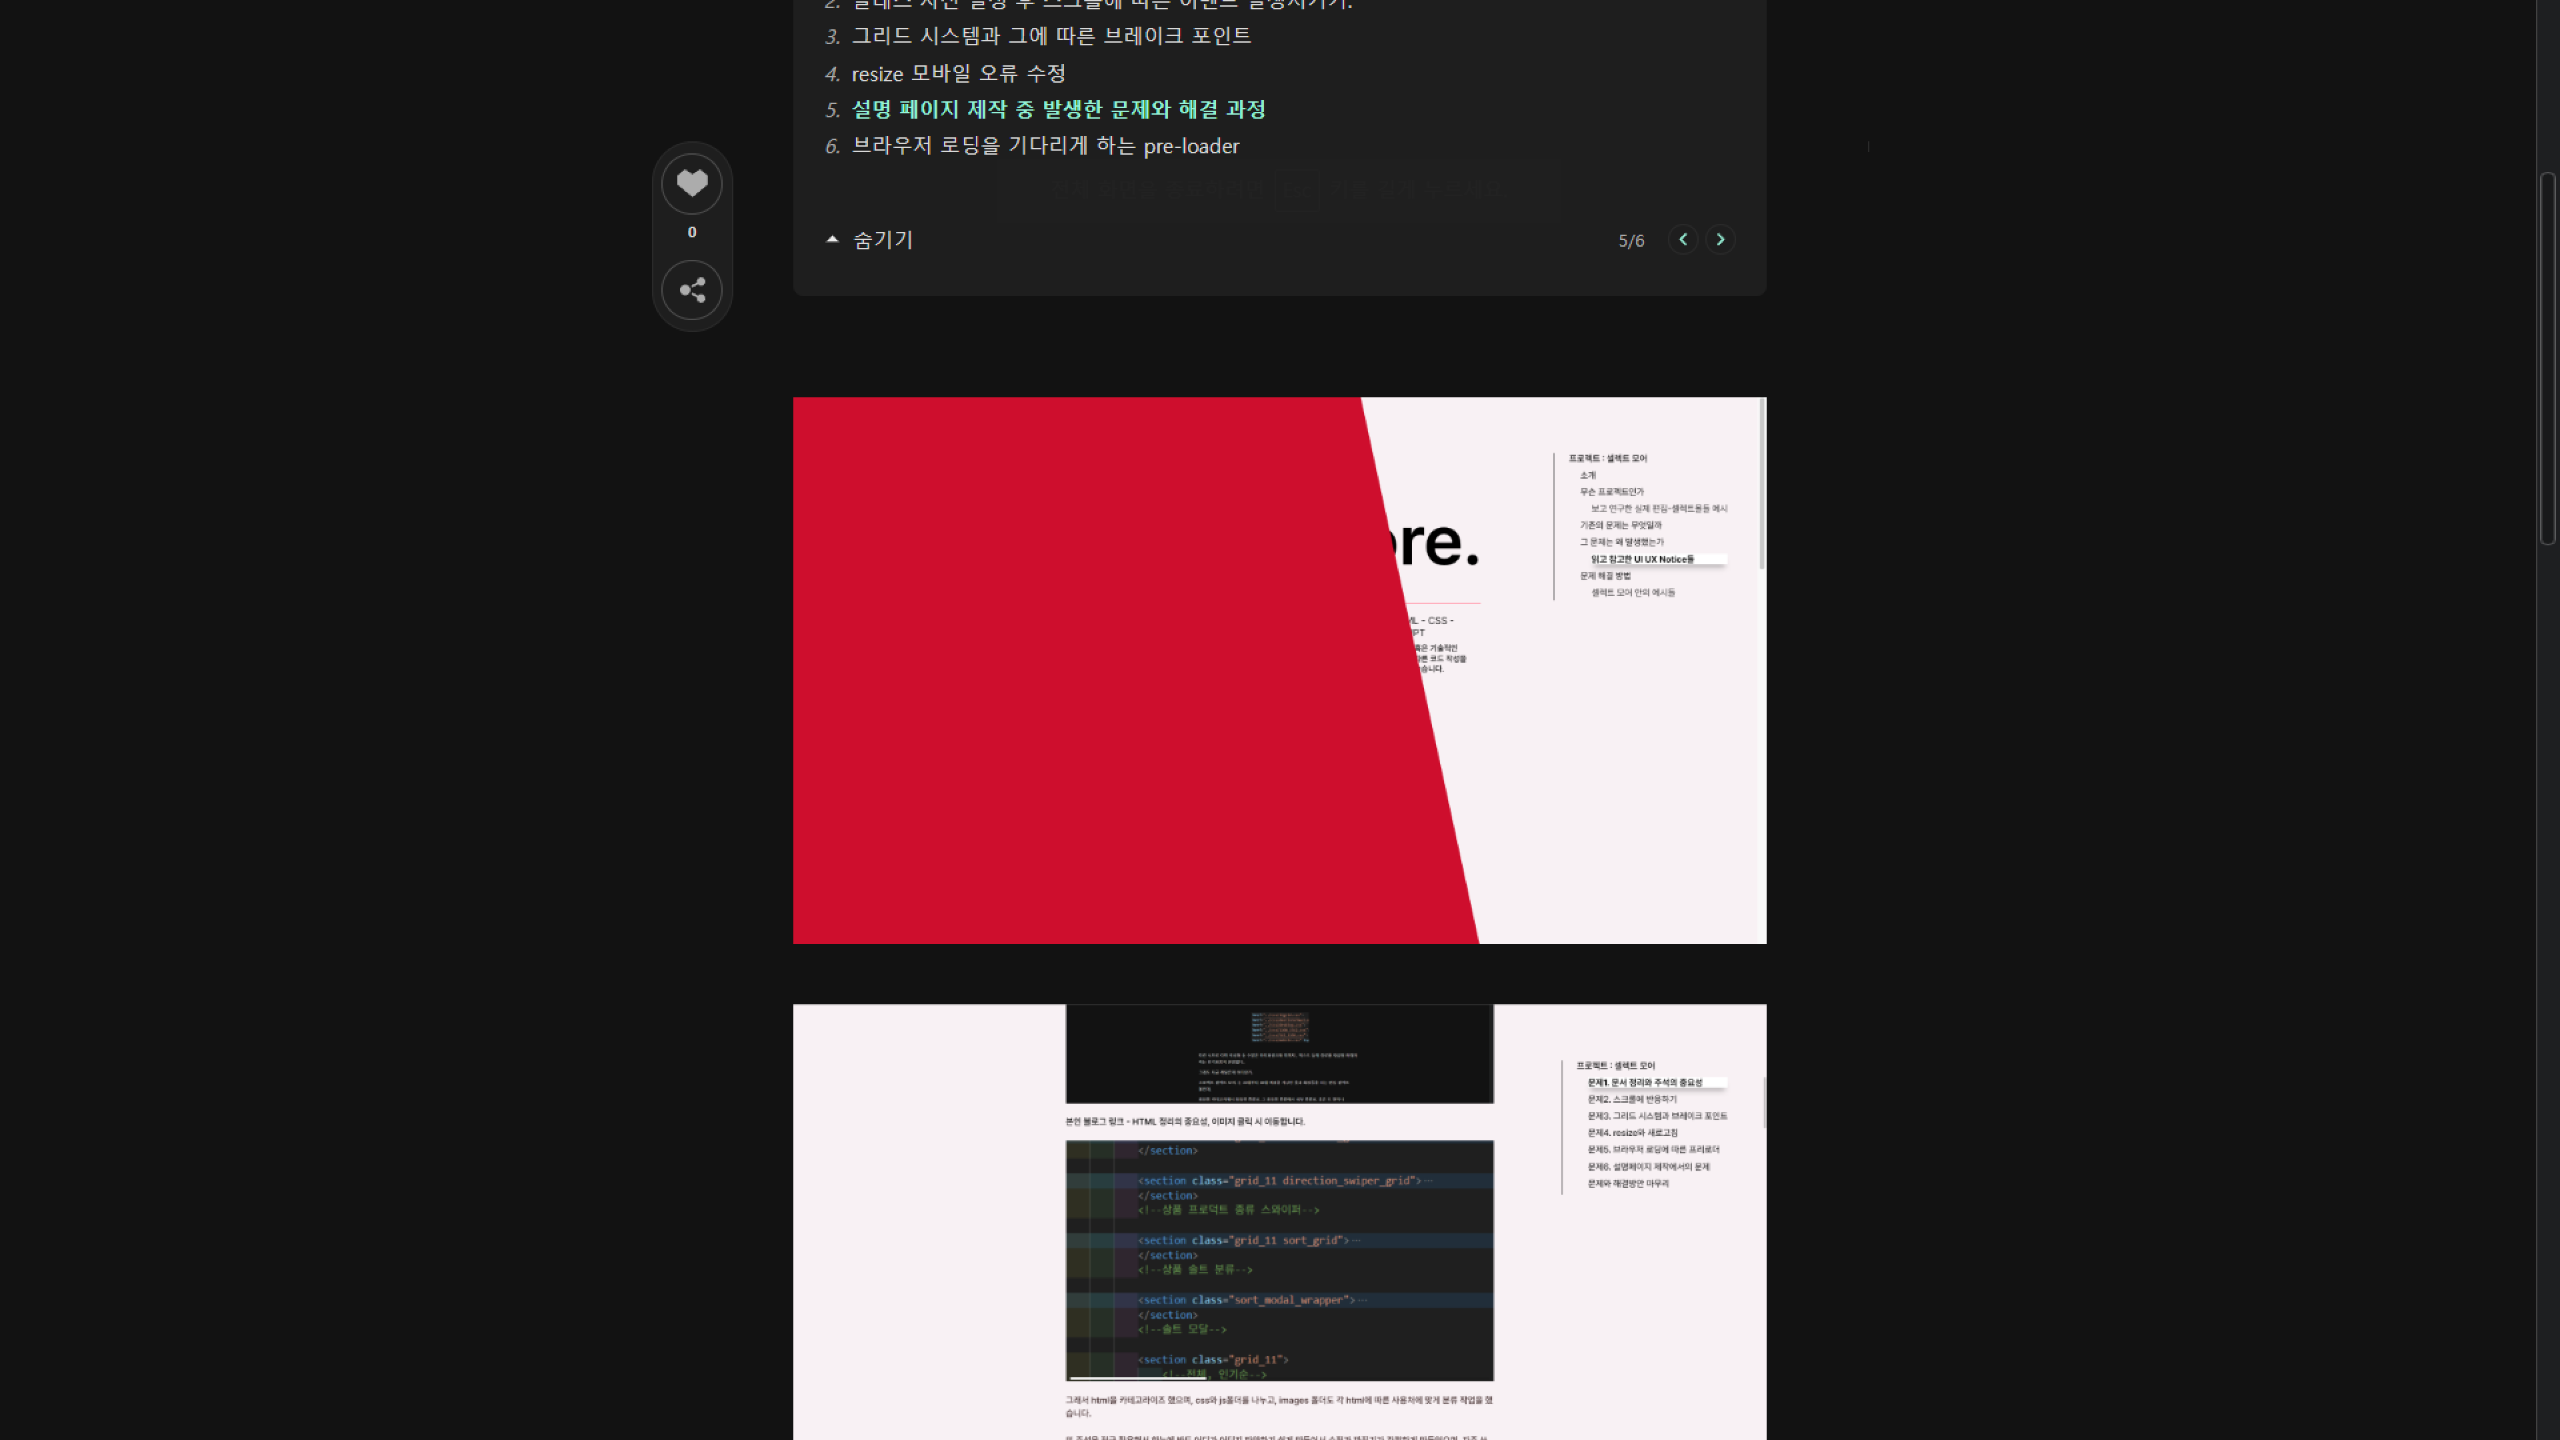 3. 그리드 시스템과 그에 따른 브레이크 포인트
4. resize 모바일 오류 수정
5. 설명 페이지 제작 중 발생한 문제와 해결 과정
6. 브라우저 로딩을 기다리게 하는 pre-loader
0
숨기기
5/6
ore.
ML - CSS -
IPT
은 기술적인
른 코드 작성을
습니다.
프로젝트 : 셀렉트 모어
소개
무슨 프로젝트인가
보고 연구한 실제 편집-셀렉트몰들 예시
기존의 문제는 무엇일까
그 문제는 왜 발생했는가
읽고 참고한 UI UX Notice들
문제 해결 방법
셀렉트 모어 안의 예시들
본인 블로그 링크 - HTML 정리의 중요성, 이미지 클릭 시 이동합니다.
</section>
<section class="grid_11 direction_swiper_grid">···
</section>
<!--상품 프로덕트 종류 스와이퍼-->
<section class="grid_11 sort_grid">···
</section>
<!--상품 솔트 분류-->
<section class="sort_modal_wrapper">···
</section>
<!--솔트 모달-->
<section class="grid_11">
<!--전체, 인기순-->
그래서 html을 카테고라이즈 했으며, css와 js폴더를 나누고, images 폴더도 각 html에 따른 사용처에 맞게 분류 작업을 했
습니다.
프로젝트 : 셀렉트 모어
문제1. 문서 정리와 주석의 중요성
문제2. 스크롤에 반응하기
문제3. 그리드 시스템과 브레이크 포인트
문제4. resize와 새로고침
문제5. 브라우저 로딩에 따른 프리로더
문제6. 설명페이지 제작에서의 문제
문제와 해결방안 마무리